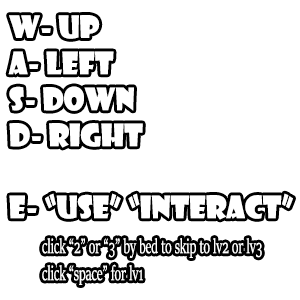 W- UP
A- LEFT
S- DOWN
D- RIGHT
E- "USE" "INTERACT"
click "2" or "3" by bed to skip to lv2 or lv3
click "space" for lv1